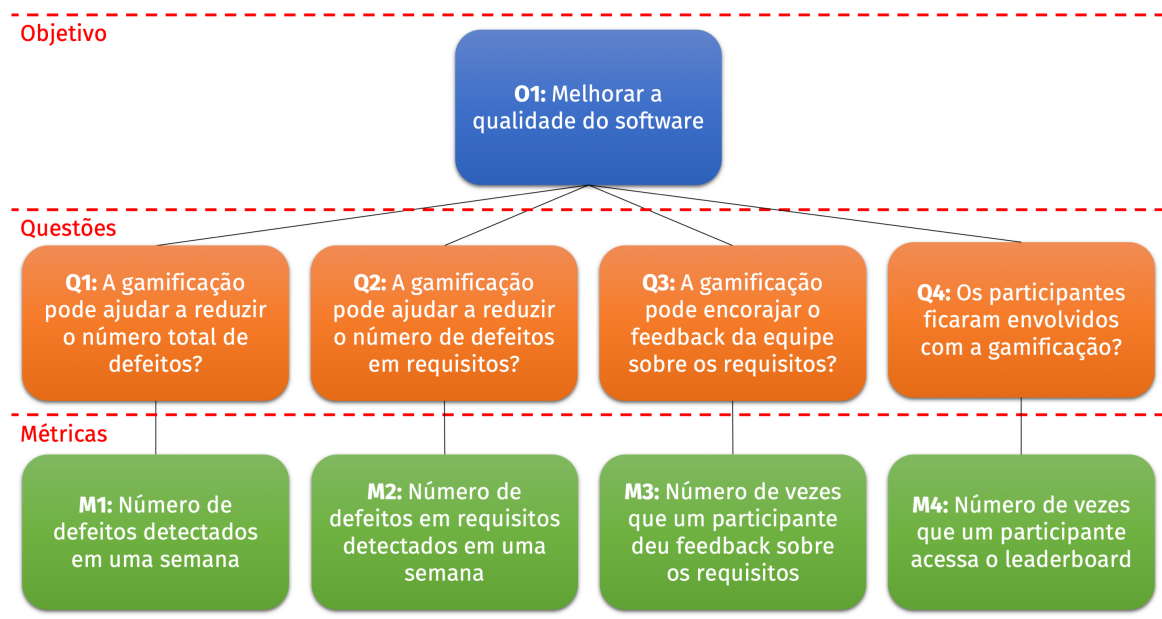 Objetivo
O1: Melhorar a
qualidade do software
Questões
Q1: A gamificação
pode ajudar a reduzir
o número total de
defeitos?
Q2: A gamificação
pode ajudar a reduzir
o número de defeitos
em requisitos?
Q3: A gamificação
pode encorajar o
feedback da equipe
sobre os requisitos?
Q4: Os participantes
ficaram envolvidos
com a gamificação?
Métricas
M1: Número de
defeitos detectados
em uma semana
M2: Número de
defeitos em requisitos
detectados em uma
semana
M3: Número de vezes
que um participante
deu feedback sobre
os requisitos
M4: Número de vezes
que um participante
acessa o leaderboard